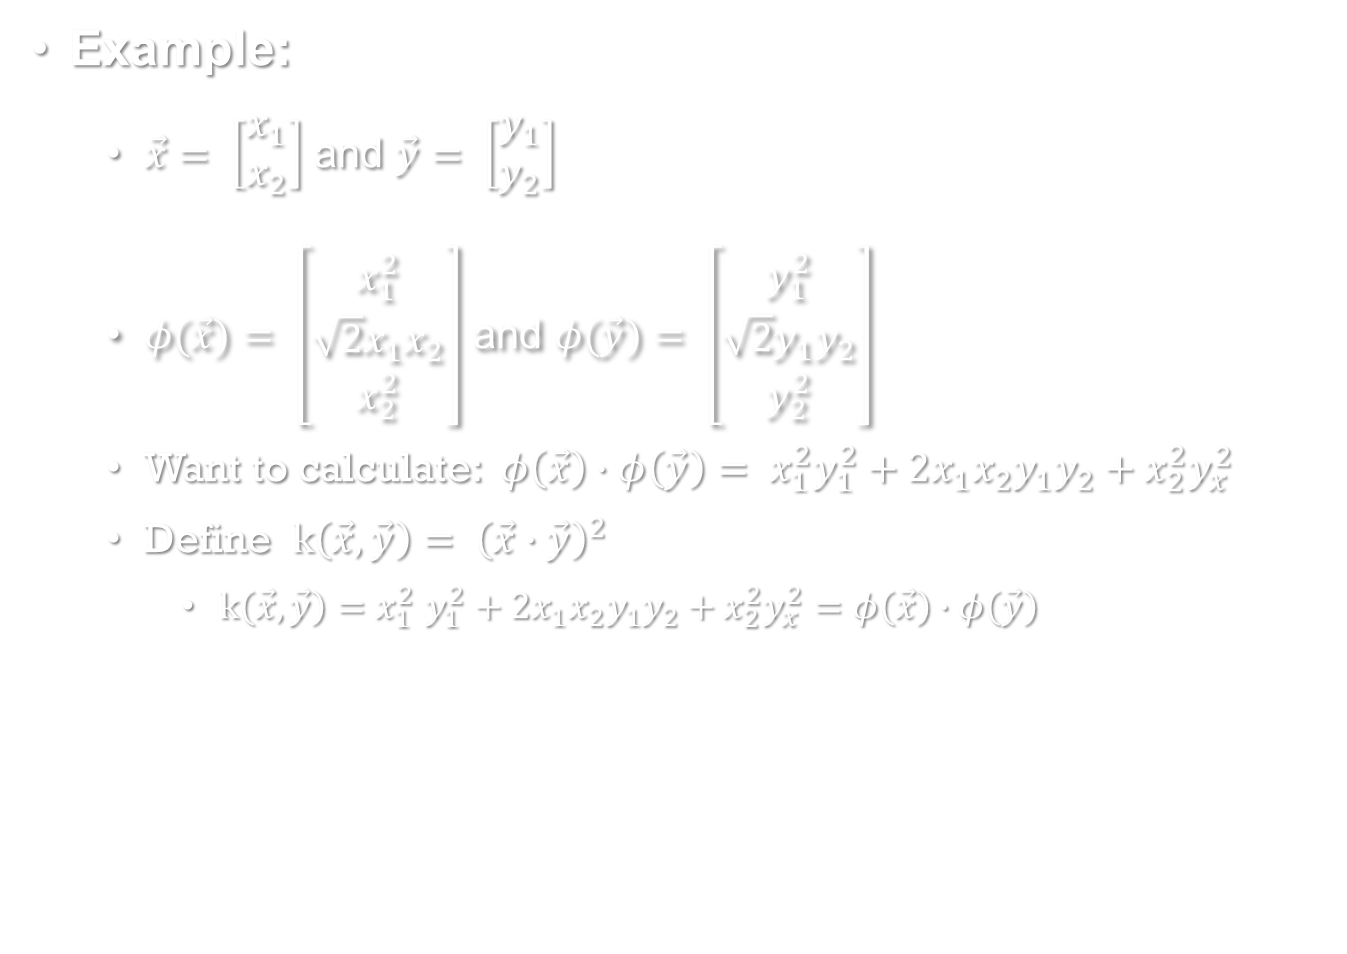 • Example:
• x⃗ = [x₁ x₂] and y⃗ = [y₁ y₂]
• ϕ(x⃗) = [x₁² √2x₁x₂ x₂²] and ϕ(y⃗) = [y₁² √2y₁y₂ y₂²]
• Want to calculate: ϕ(x⃗) · ϕ(y⃗) = x₁²y₁² + 2x₁x₂y₁y₂ + x₂²yₓ²
• Define k(x⃗, y⃗) = (x⃗ · y⃗)²
• k(x⃗, y⃗) = x₁² y₁² + 2x₁x₂y₁y₂ + x₂²yₓ² = ϕ(x⃗) · ϕ(y⃗)